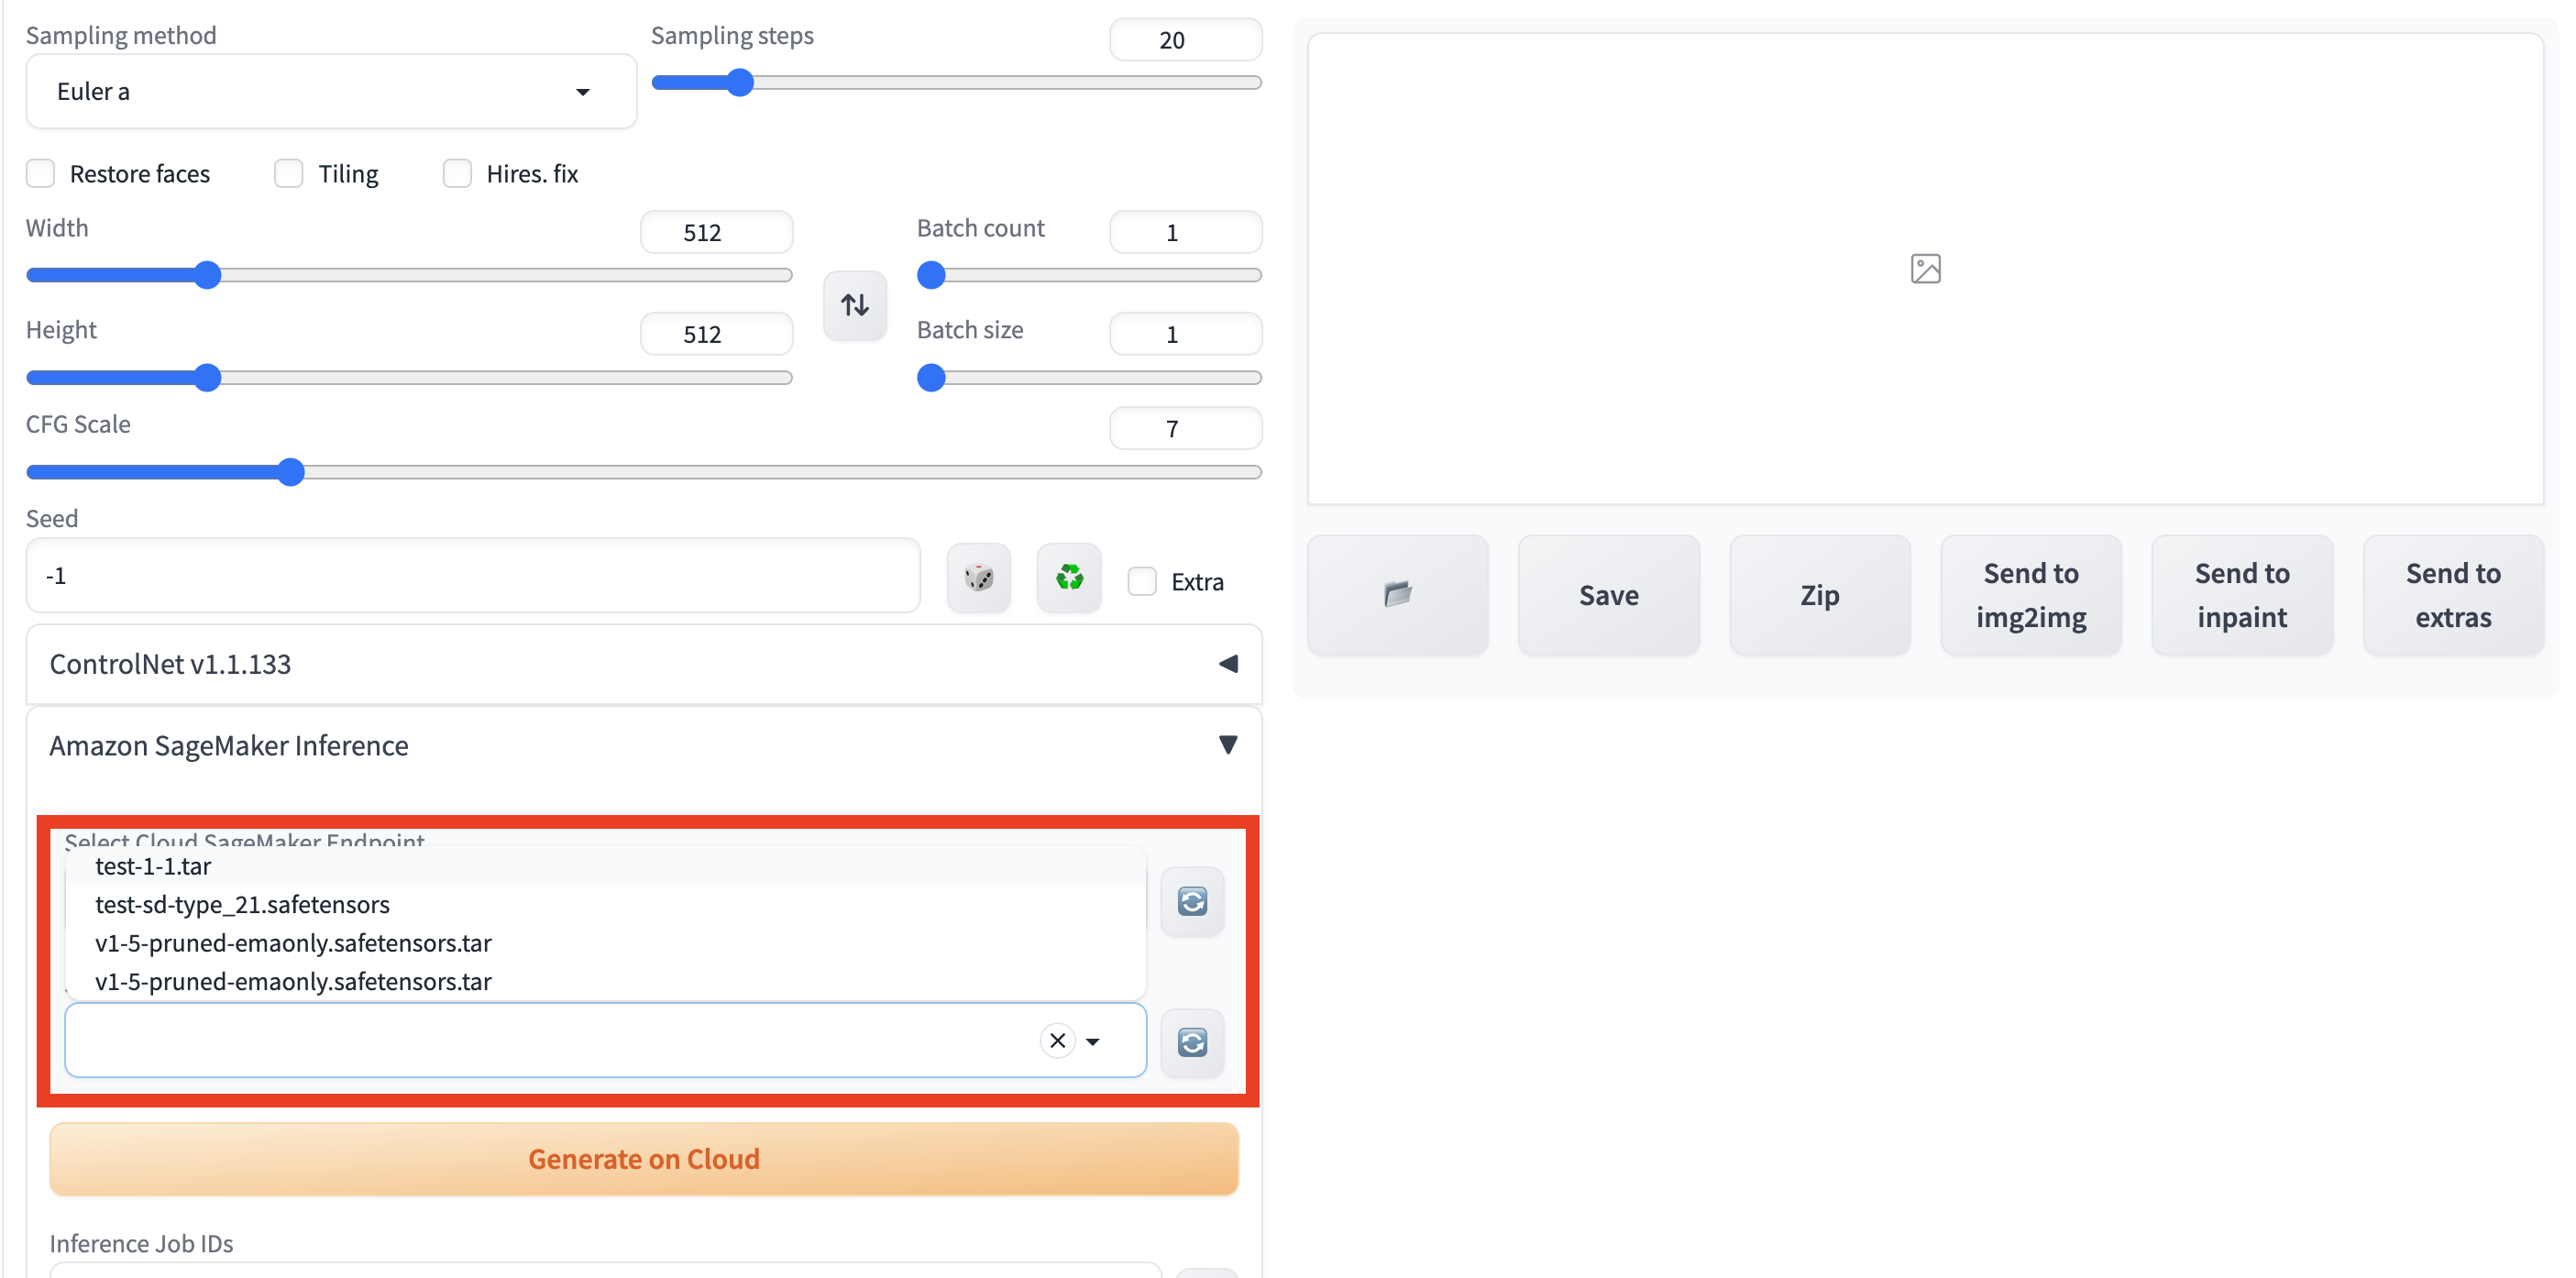 Sampling method
Sampling steps
20
Euler a
Restore faces
Tiling
Hires. fix
Width
512
Batch count
1
Height
512
Batch size
1
CFG Scale
7
Seed
-1
Extra
Save
Zip
Send to
img2img
Send to
inpaint
Send to
extras
ControlNet v1.1.133
Amazon SageMaker Inference
Select Cloud SageMaker Endpoint
test-1-1.tar
test-sd-type_21.safetensors
v1-5-pruned-emaonly.safetensors.tar
v1-5-pruned-emaonly.safetensors.tar
Generate on Cloud
Inference Job IDs